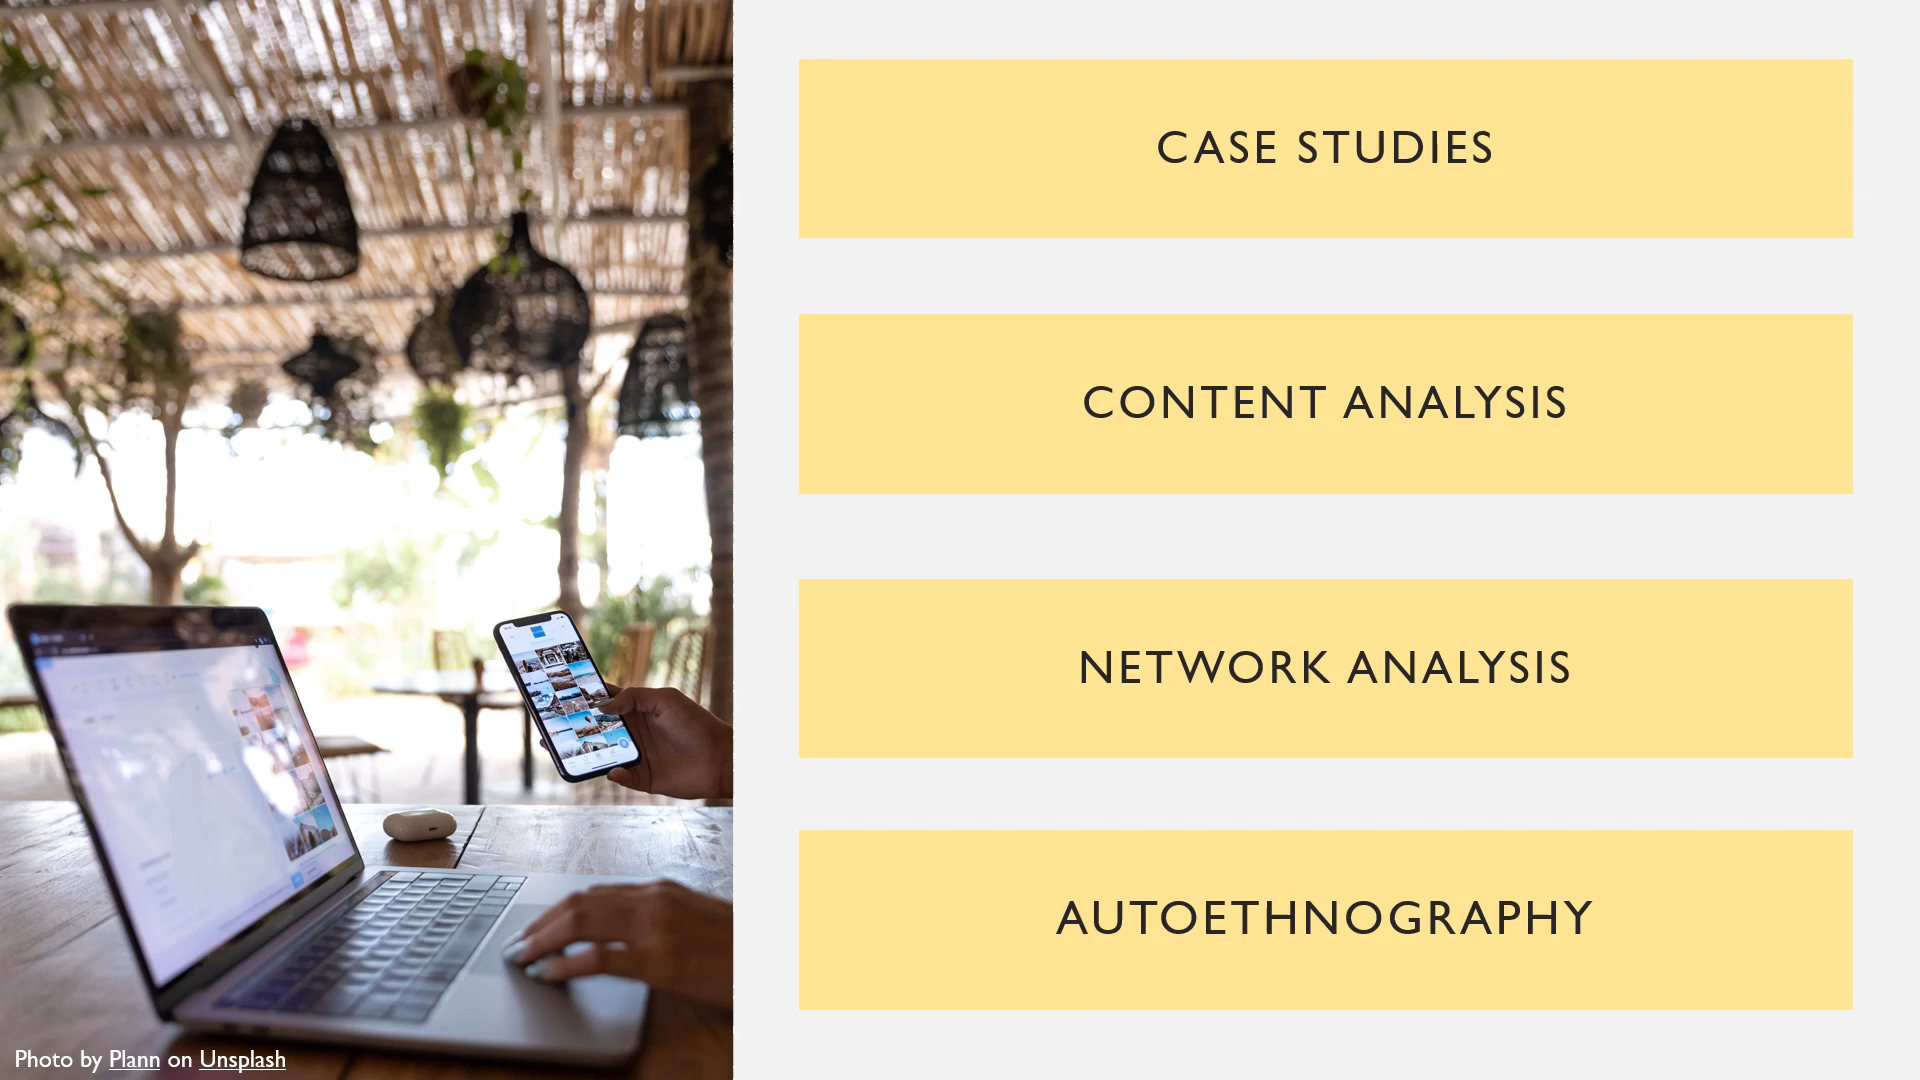 CASE STUDIES
CONTENT ANALYSIS
NETWORK ANALYSIS
AUTOETHNOGRAPHY
Photo by Plann on Unsplash